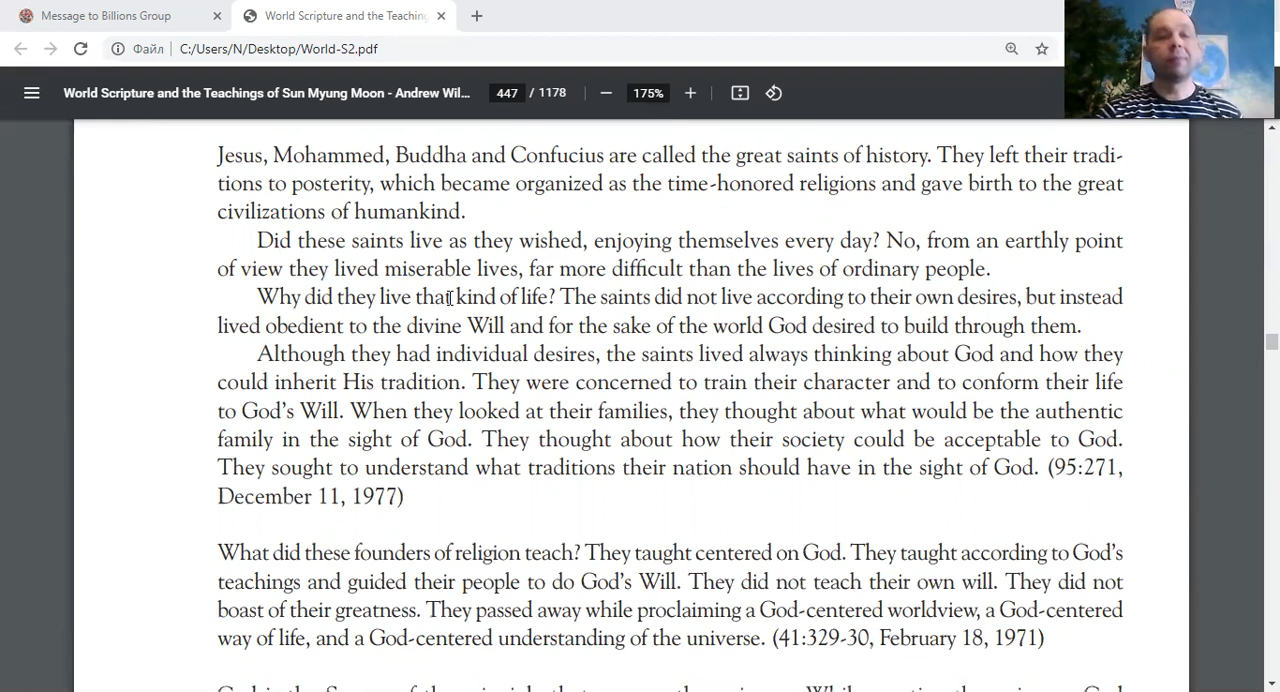 Message to Billions Group
World Scripture and the Teaching
Файл
C:/Users/N/Desktop/World-S2.pdf
World Scripture and the Teachings of Sun Myung Moon - Andrew Wil...
447 / 1178
175%
Jesus, Mohammed, Buddha and Confucius are called the great saints of history. They left their tradi-
tions to posterity, which became organized as the time-honored religions and gave birth to the great
civilizations of humankind.
Did these saints live as they wished, enjoying themselves every day? No, from an earthly point
of view they lived miserable lives, far more difficult than the lives of ordinary people.
Why did they live that kind of life? The saints did not live according to their own desires, but instead
lived obedient to the divine Will and for the sake of the world God desired to build through them.
Although they had individual desires, the saints lived always thinking about God and how they
could inherit His tradition. They were concerned to train their character and to conform their life
to God's Will. When they looked at their families, they thought about what would be the authentic
family in the sight of God. They thought about how their society could be acceptable to God.
They sought to understand what traditions their nation should have in the sight of God. (95:271,
December 11, 1977)
What did these founders of religion teach? They taught centered on God. They taught according to God's
teachings and guided their people to do God's Will. They did not teach their own will. They did not
boast of their greatness. They passed away while proclaiming a God-centered worldview, a God-centered
way of life, and a God-centered understanding of the universe. (41:329-30, February 18, 1971)